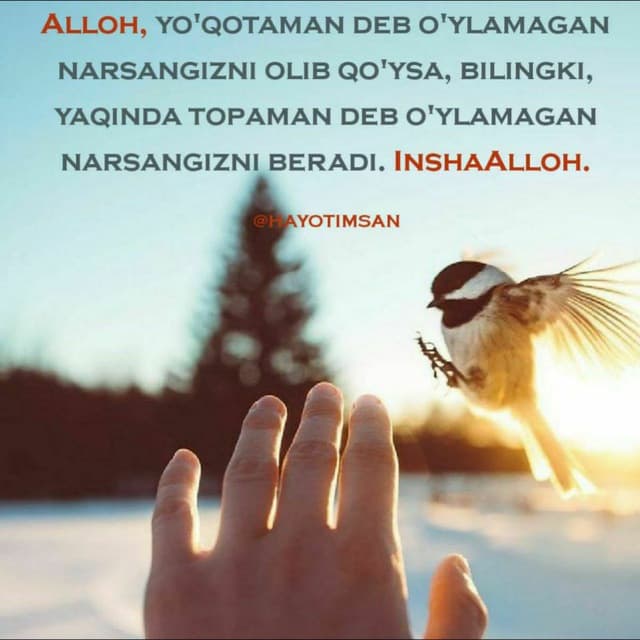 ALLOH, YO'QOTAMAN DEB O'YLAMAGAN
NARSANGIZNI OLIB QO'YSA, BILINGKI,
YAQINDA TOPAMAN DEB O'YLAMAGAN
NARSANGIZNI BERADI. INSHAALLOH.
@HAYOTIMSAN